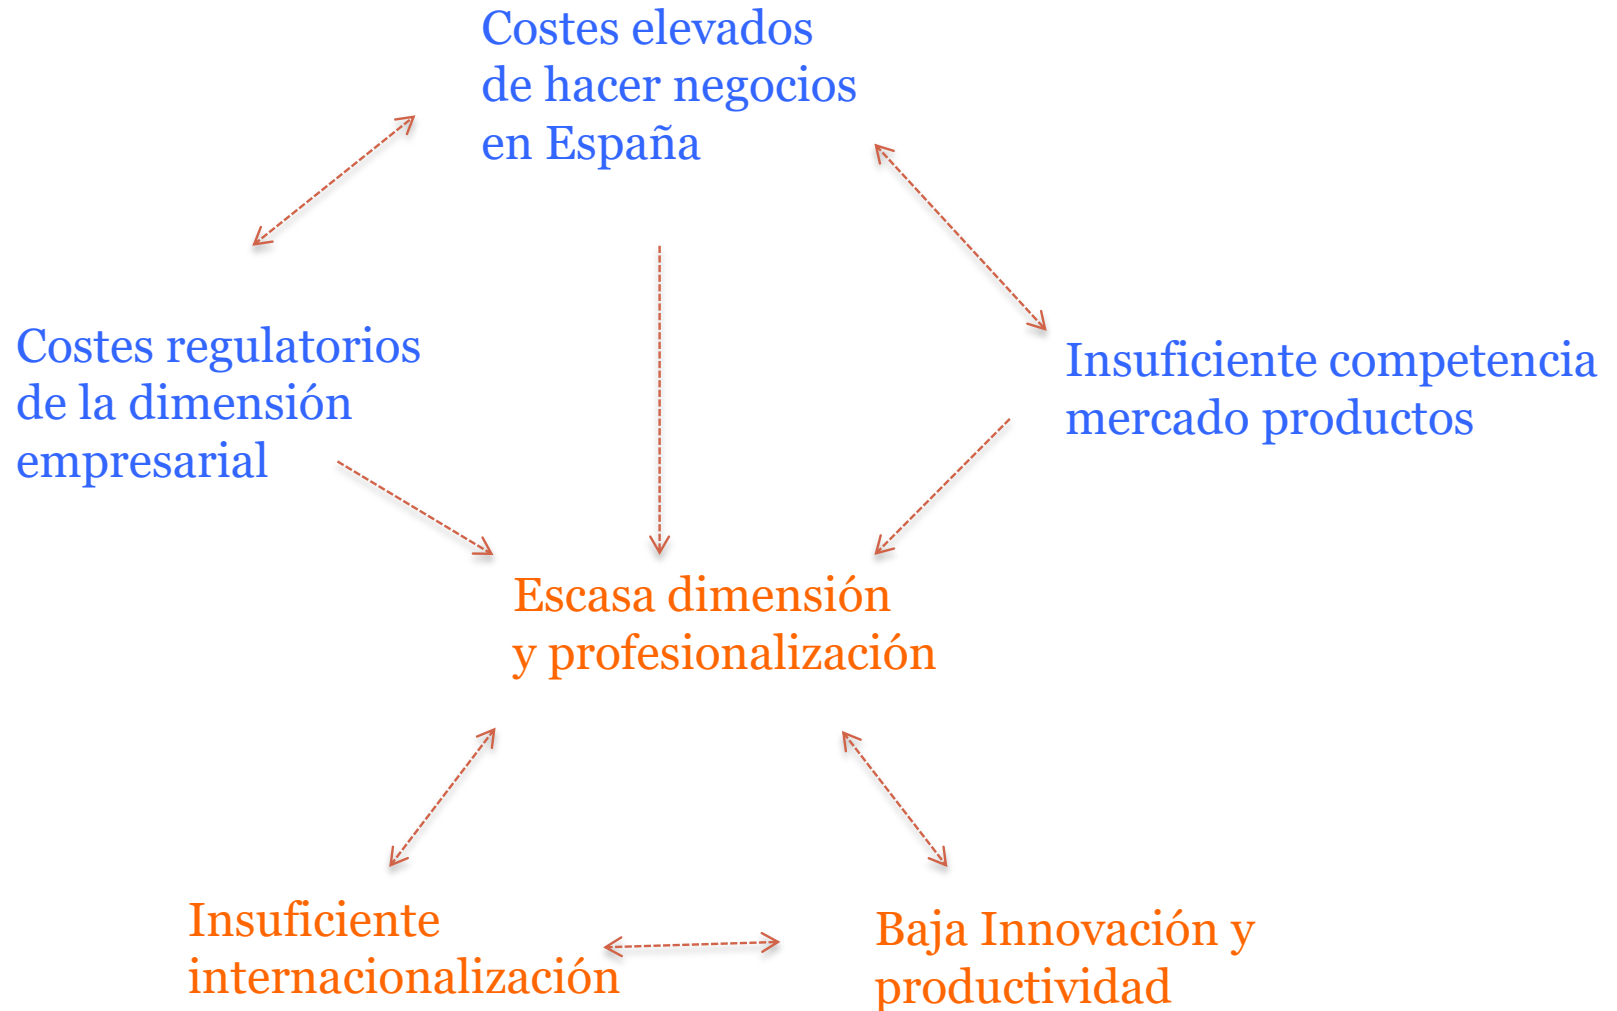 Costes elevados
de hacer negocios
en España
Costes regulatorios
de la dimensión
empresarial
Insuficiente competencia
mercado productos
Escasa dimensión
y profesionalización
Insuficiente
internacionalización
Baja Innovación y
productividad